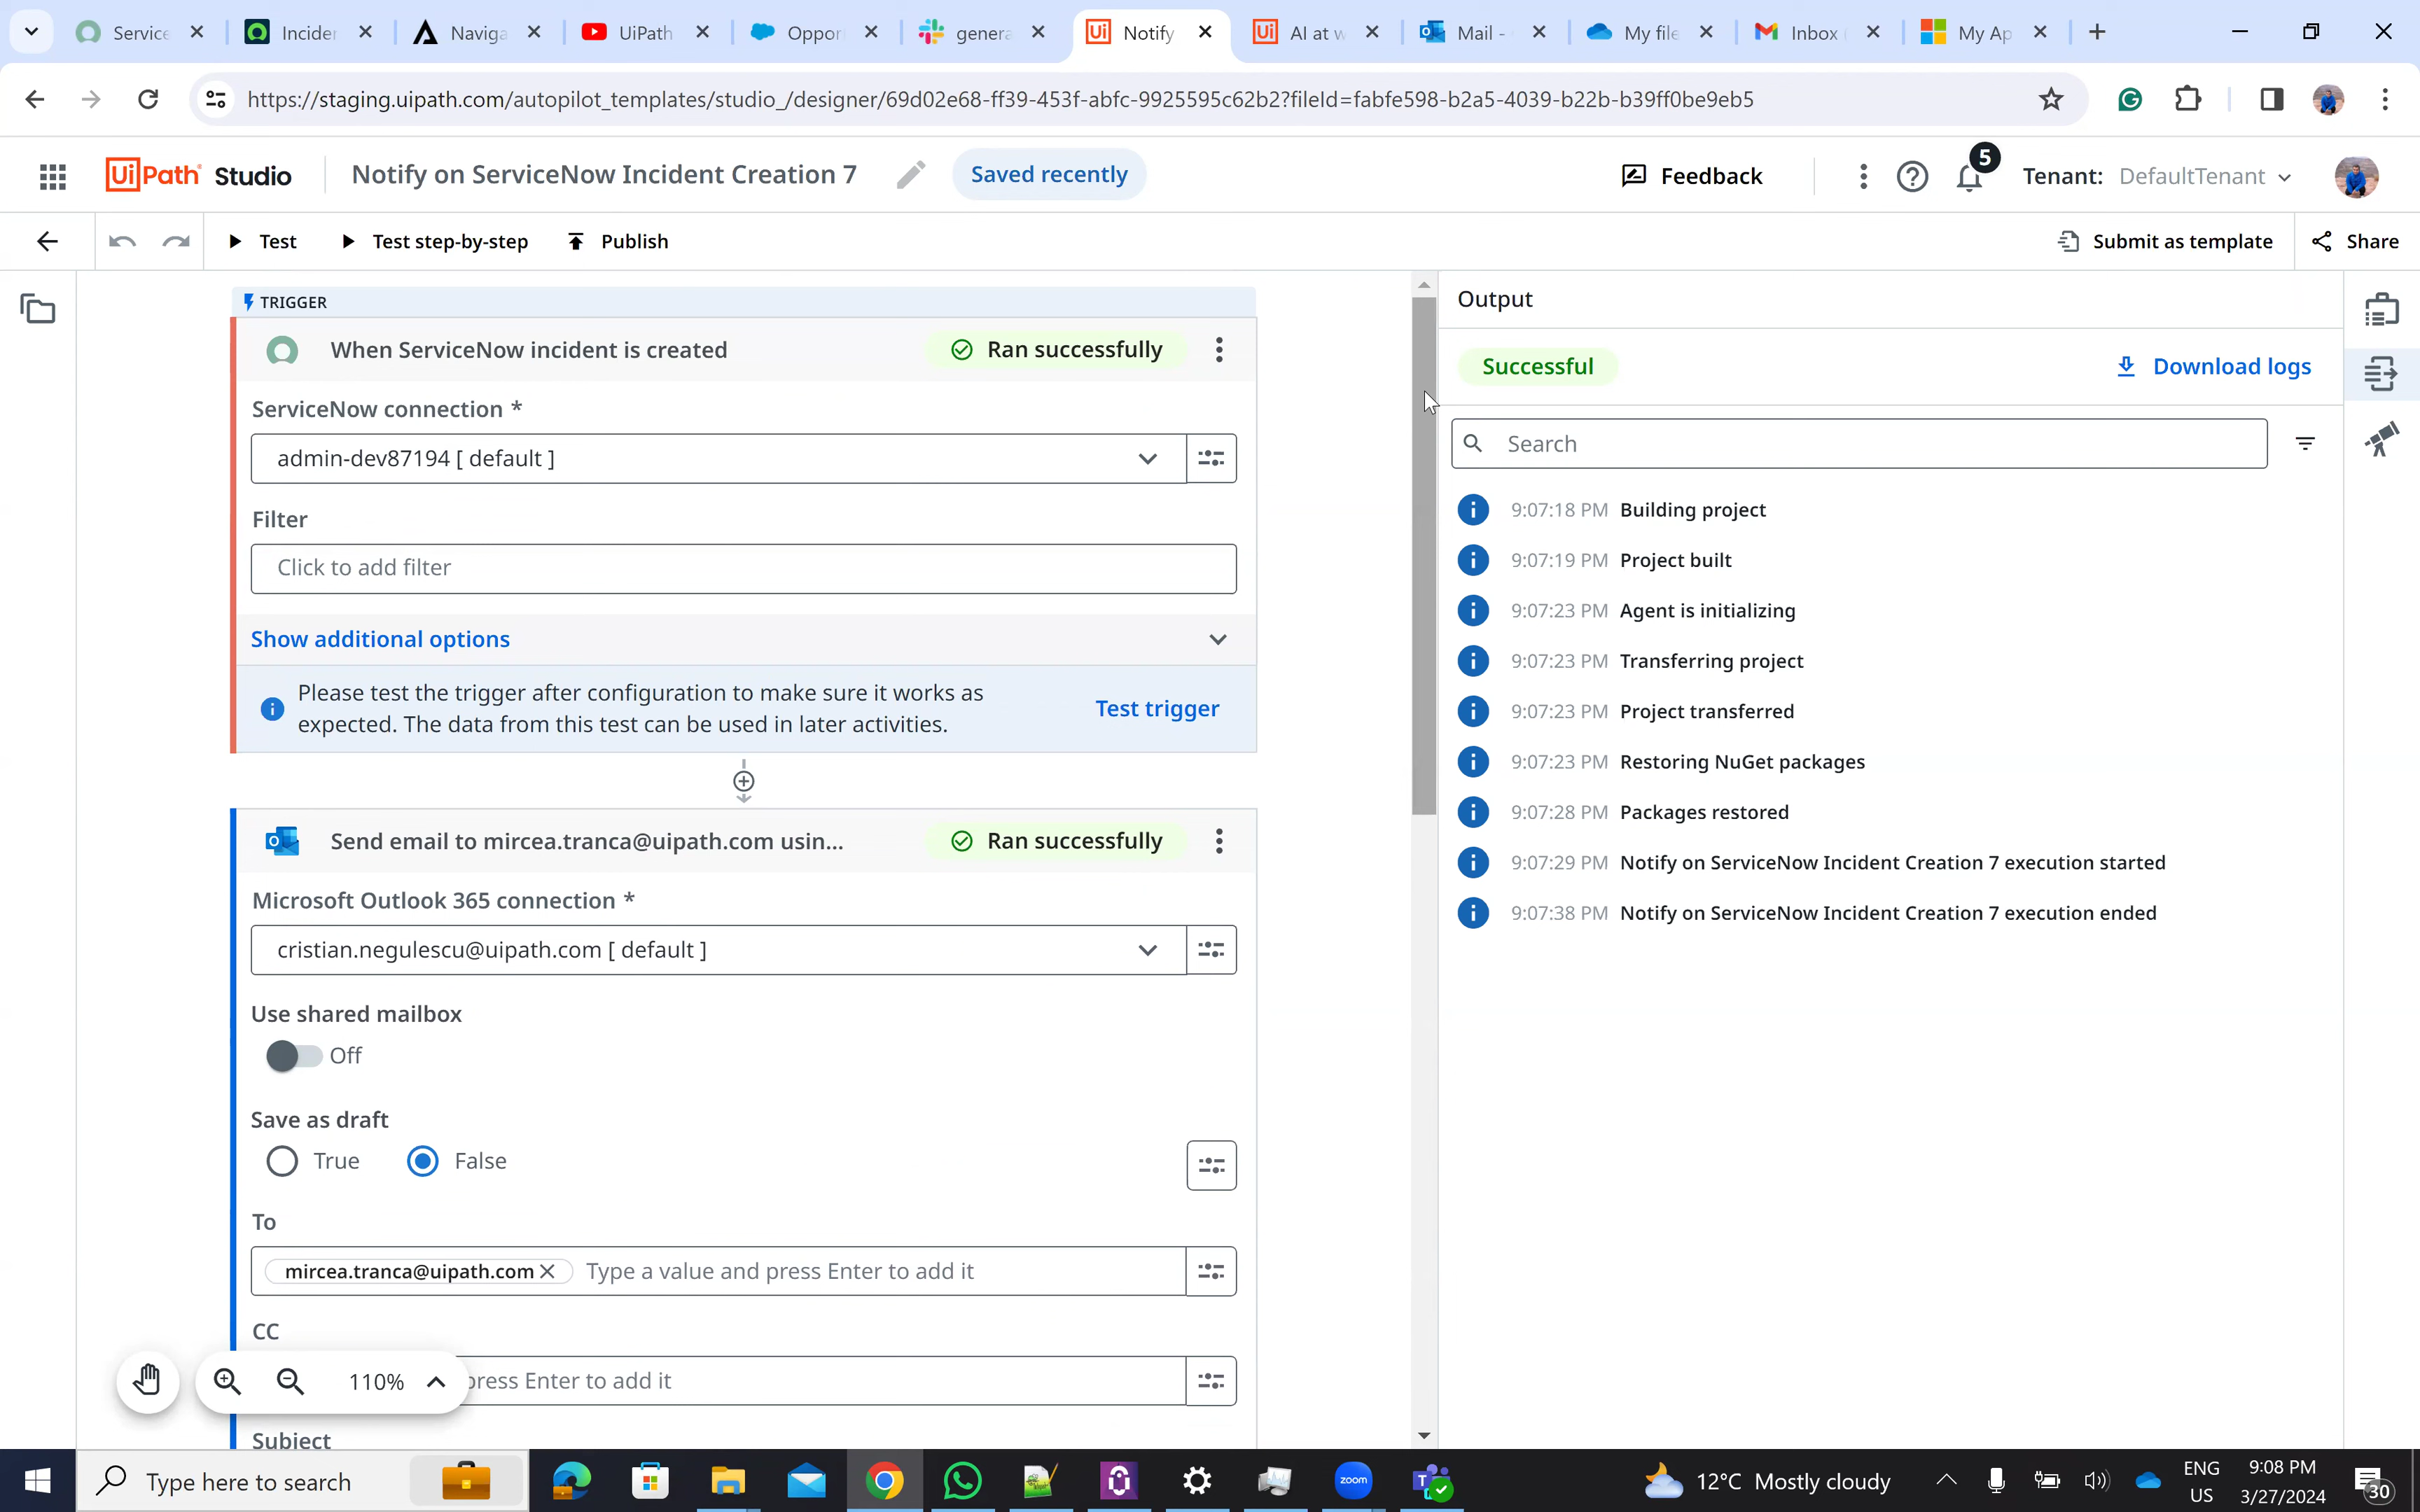 Service
Inciden
Naviga
UiPath
Oppor
genera
Notify
AI at w
Mail -
My file
Inbox
My Ap
https://staging.uipath.com/autopilot_templates/studio_/designer/69d02e68-ff39-453f-abfc-9925595c62b2?fileId=fabfe598-b2a5-4039-b22b-b39ff0be9eb5
UiPath Studio
Notify on ServiceNow Incident Creation 7
Saved recently
Feedback
5
Tenant: DefaultTenant
Test
Test step-by-step
Publish
Submit as template
Share
TRIGGER
When ServiceNow incident is created
Ran successfully
ServiceNow connection *
admin-dev87194 [ default ]
Filter
Click to add filter
Show additional options
Please test the trigger after configuration to make sure it works as
expected. The data from this test can be used in later activities.
Test trigger
Send email to mircea.tranca@uipath.com usin...
Ran successfully
Microsoft Outlook 365 connection *
cristian.negulescu@uipath.com [ default ]
Use shared mailbox
Off
Save as draft
True
False
To
mircea.tranca@uipath.com
Type a value and press Enter to add it
CC
press Enter to add it
110%
Subject
Output
Successful
Download logs
Search
9:07:18 PM Building project
9:07:19 PM Project built
9:07:23 PM Agent is initializing
9:07:23 PM Transferring project
9:07:23 PM Project transferred
9:07:23 PM Restoring NuGet packages
9:07:28 PM Packages restored
9:07:29 PM Notify on ServiceNow Incident Creation 7 execution started
9:07:38 PM Notify on ServiceNow Incident Creation 7 execution ended
Type here to search
zoom
12°C Mostly cloudy
ENG
US
9:08 PM
3/27/2024
30